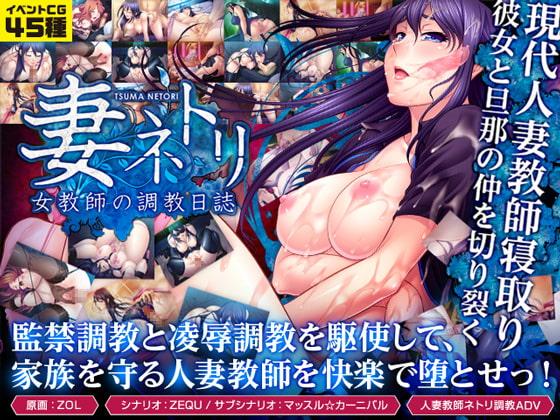 イベントCG
45種
TSUMA NETORI
妻ネトリ
女教師の調教日誌
現代人妻教師寝取り
彼女と旦那の仲を切り裂く
監禁調教と凌辱調教を駆使して、
家族を守る人妻教師を快楽で堕とせっ！
原画：ZOL
シナリオ：ZEQU / サブシナリオ：マッスル☆カーニバル
人妻教師ネトリ調教ADV